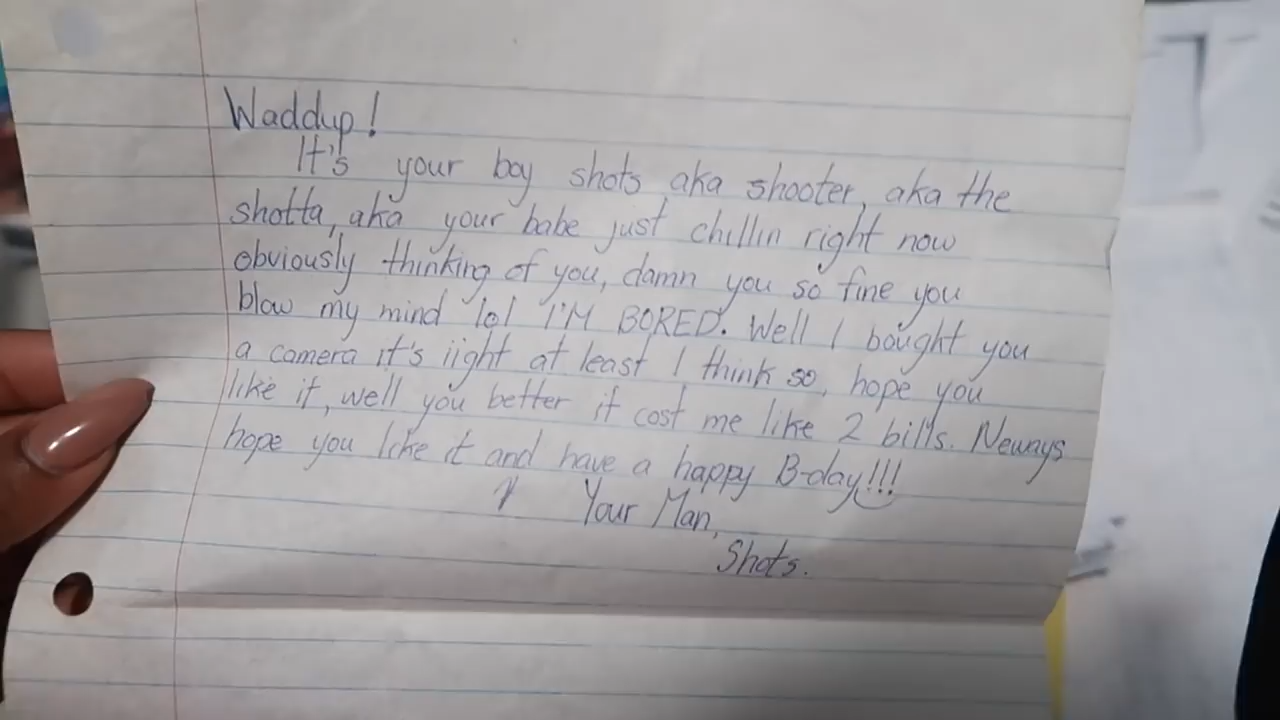 Waddup!
It's your boy shots aka shooter, aka the
shotta, aka your babe just chillin right now
obviously thinking of you, damn you so fine you
blow my mind lol I'M BORED. Well I bought you
a camera it's iight at least I think so, hope you
like it, well you better it cost me like 2 bills. Neways
hope you like it and have a happy B-day!!!
Your Man,
Shots.